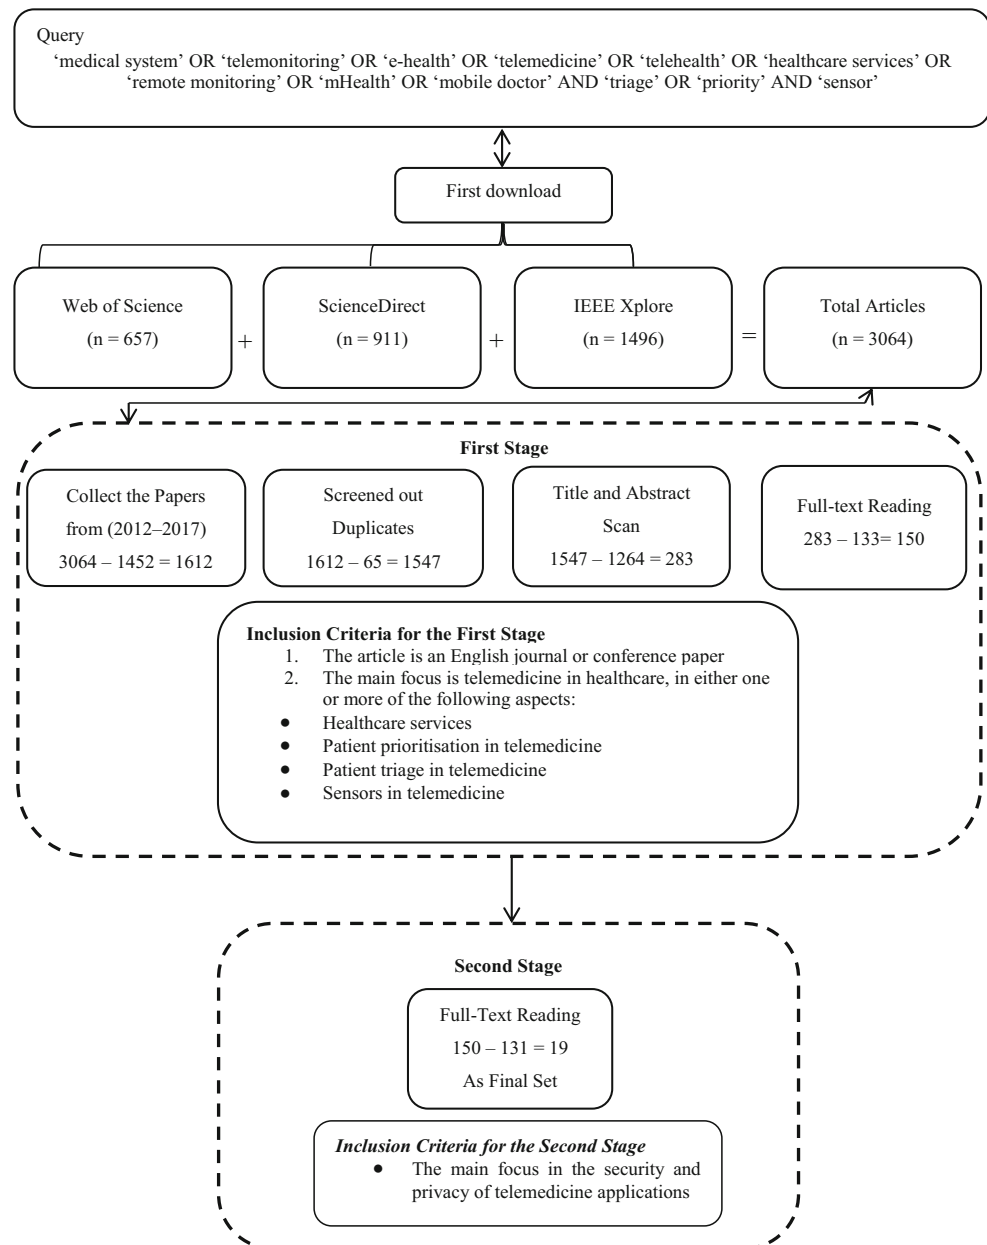 Query
‘medical system’ OR ‘telemonitoring’ OR ‘e-health’ OR ‘telemedicine’ OR ‘telehealth’ OR ‘healthcare services’ OR
‘remote monitoring’ OR ‘mHealth’ OR ‘mobile doctor’ AND ‘triage’ OR ‘priority’ AND ‘sensor’
First download
Web of Science
(n = 657)
+
ScienceDirect
(n = 911)
+
IEEE Xplore
(n = 1496)
=
Total Articles
(n = 3064)
First Stage
Collect the Papers
from (2012–2017)
3064 – 1452 = 1612
Screened out
Duplicates
1612 – 65 = 1547
Title and Abstract
Scan
1547 – 1264 = 283
Full-text Reading
283 – 133= 150
Inclusion Criteria for the First Stage
1. The article is an English journal or conference paper
2. The main focus is telemedicine in healthcare, in either one
or more of the following aspects:
● Healthcare services
● Patient prioritisation in telemedicine
● Patient triage in telemedicine
● Sensors in telemedicine
Second Stage
Full-Text Reading
150 – 131 = 19
As Final Set
Inclusion Criteria for the Second Stage
● The main focus in the security and
privacy of telemedicine applications